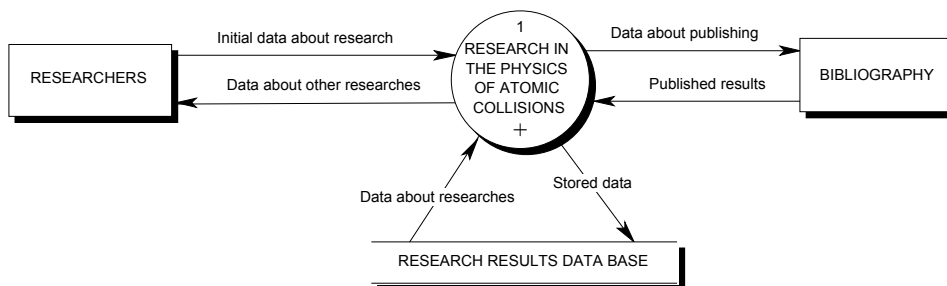 1
Initial data about research
RESEARCH IN
THE PHYSICS
OF ATOMIC
COLLISIONS
+
Data about publishing
RESEARCHERS
BIBLIOGRAPHY
Data about other researches
Published results
Data about researches
Stored data
RESEARCH RESULTS DATA BASE